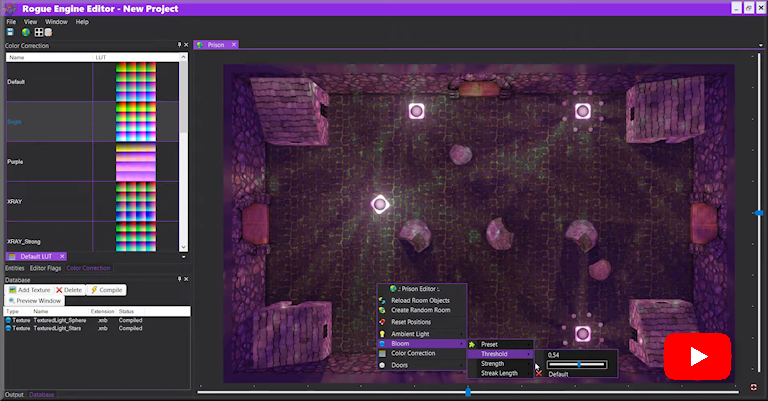 Rogue Engine Editor - New Project
File View Window Help
Color Correction
Name LUT
Default
Bright
Purple
XRAY
XRAY_Strong
Default LUT
Entities Editor Flags Color Correction
Database
Add Texture Delete Compile
Preview Window
Type Name Extension Status
Texture TexturedLight_Sphere .xnb Compiled
Texture TexturedLight_Stars .xnb Compiled
Output Database
Prison
.: Prison Editor :.
Reload Room Objects
Create Random Room
Reset Positions
Ambient Light
Bloom
Color Correction
Doors
Preset
Threshold
Strength
Streak Length
0,54
Default